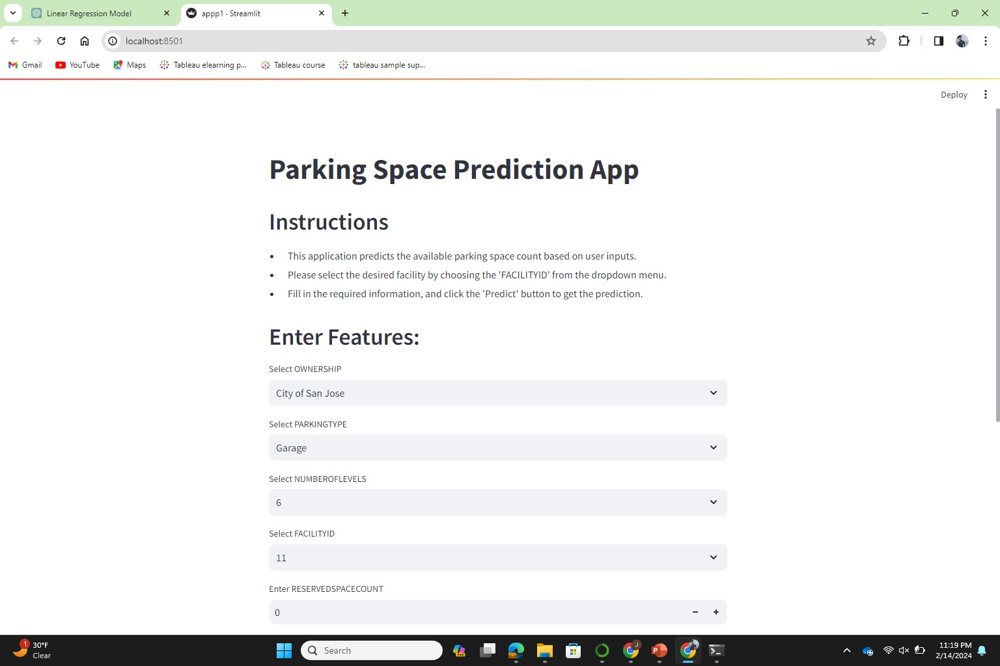 Linear Regression Model
appp1 · Streamlit
localhost:8501
Gmail
YouTube
Maps
Tableau elearning p...
Tableau course
tableau sample sup...
Deploy
Parking Space Prediction App
Instructions
This application predicts the available parking space count based on user inputs.
Please select the desired facility by choosing the 'FACILITYID' from the dropdown menu.
Fill in the required information, and click the 'Predict' button to get the prediction.
Enter Features:
Select OWNERSHIP
City of San Jose
Select PARKINGTYPE
Garage
Select NUMBEROFLEVELS
6
Select FACILITYID
11
Enter RESERVEDSPACECOUNT
0
1
30°F
Clear
Search
PRE
J
P
11:19 PM
2/14/2024